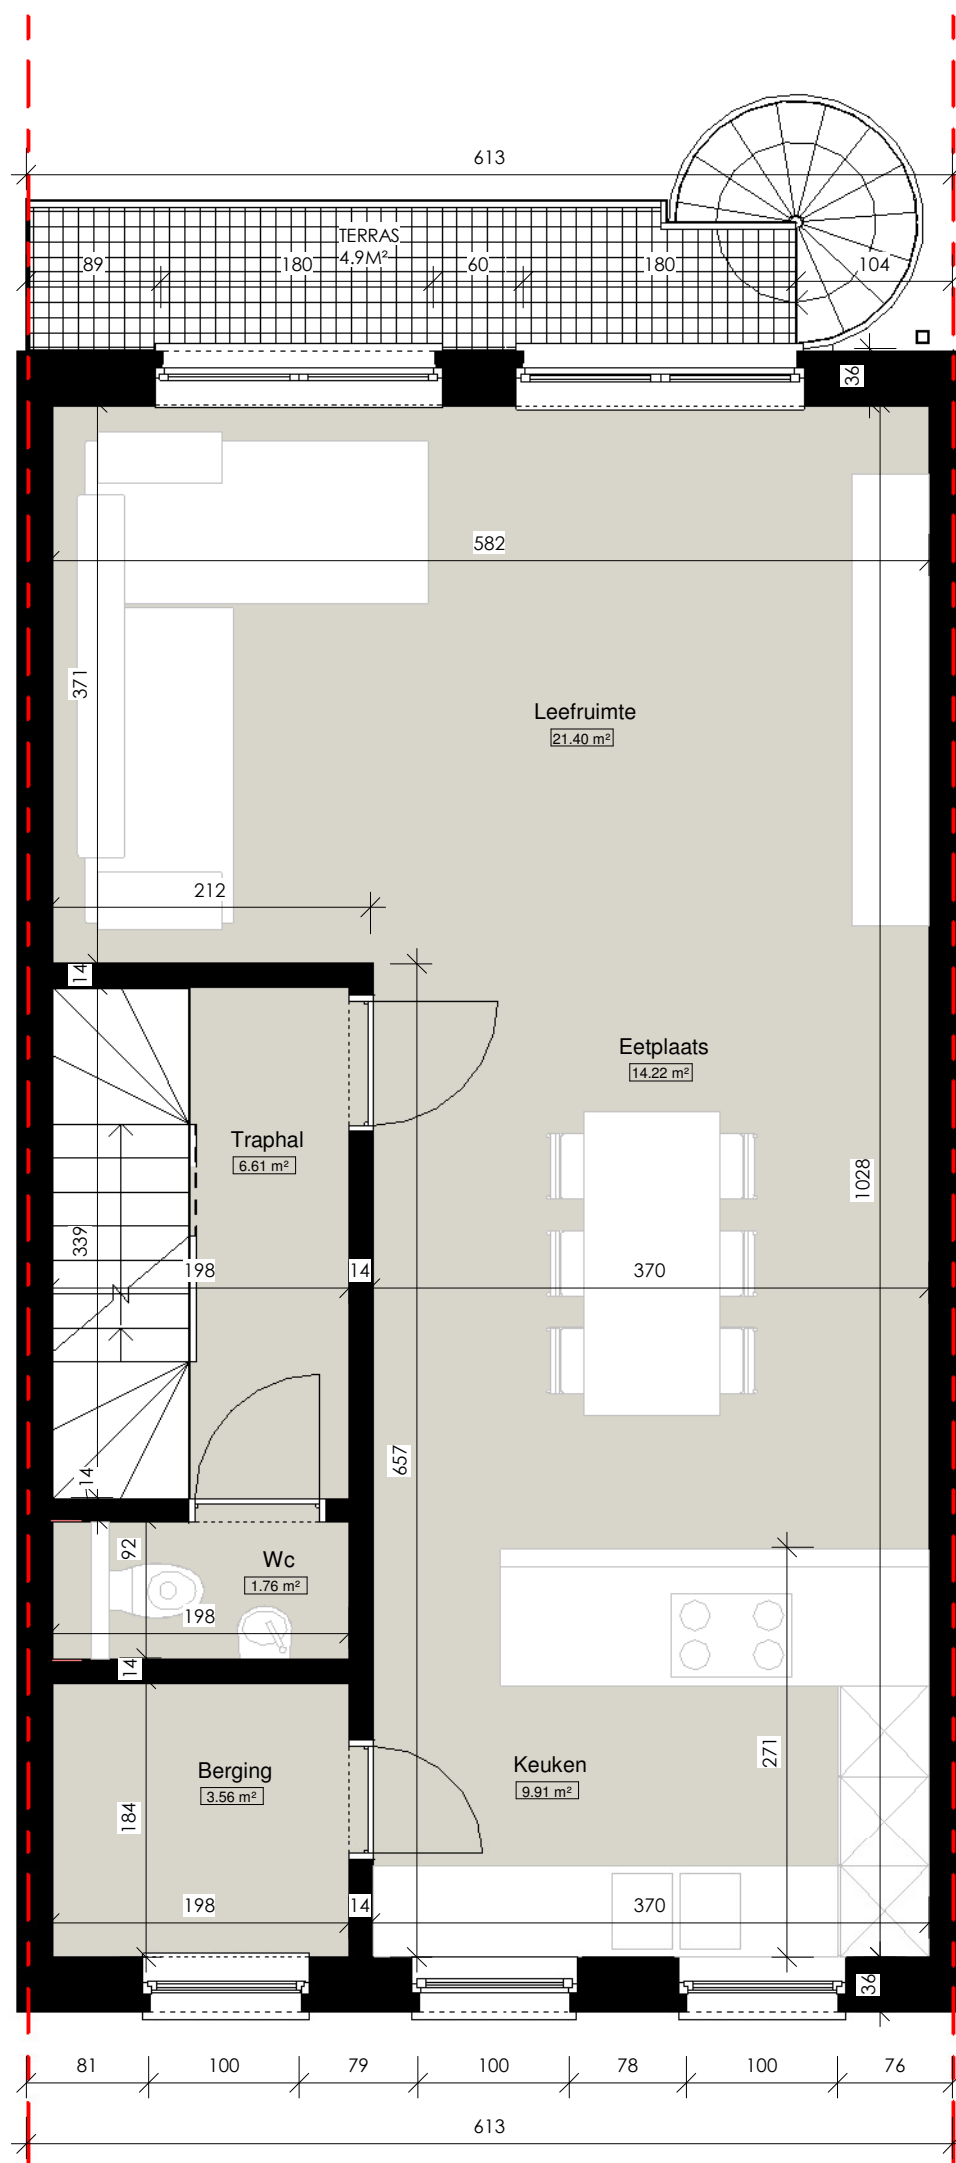 613
TERRAS
4.9M²
89
180
60
180
104
36
582
371
Leefruimte
21.40 m²
212
14
Eetplaats
14.22 m²
Traphal
6.61 m²
1028
339
198
14
370
657
14
92
Wc
1.76 m²
198
14
271
Keuken
9.91 m²
Berging
3.56 m²
184
198
14
370
36
81
100
79
100
78
100
76
613